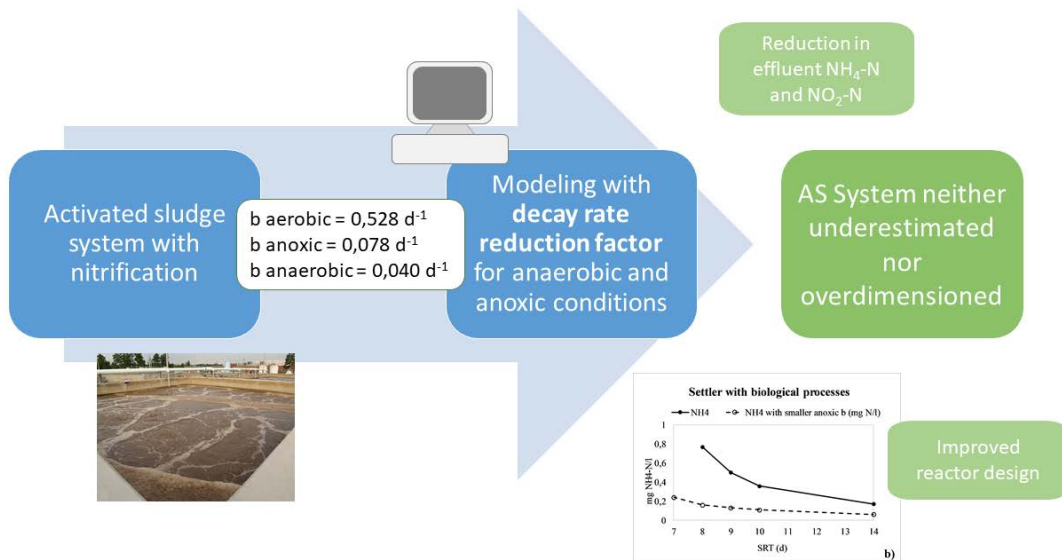 Activated sludge
system with
nitrification
b aerobic = 0,528 d⁻¹
b anoxic = 0,078 d⁻¹
b anaerobic = 0,040 d⁻¹
Modeling with
decay rate
reduction factor
for anaerobic and
anoxic conditions
Reduction in
effluent NH₄-N
and NO₂-N
AS System neither
underestimated
nor
overdimensioned
Settler with biological processes
NH4
NH4 with smaller anoxic b (mg N/l)
mg NH4-N/l
1
0,8
0,6
0,4
0,2
0
7 8 9 10 11 12 13 14
SRT (d)
b)
Improved
reactor design